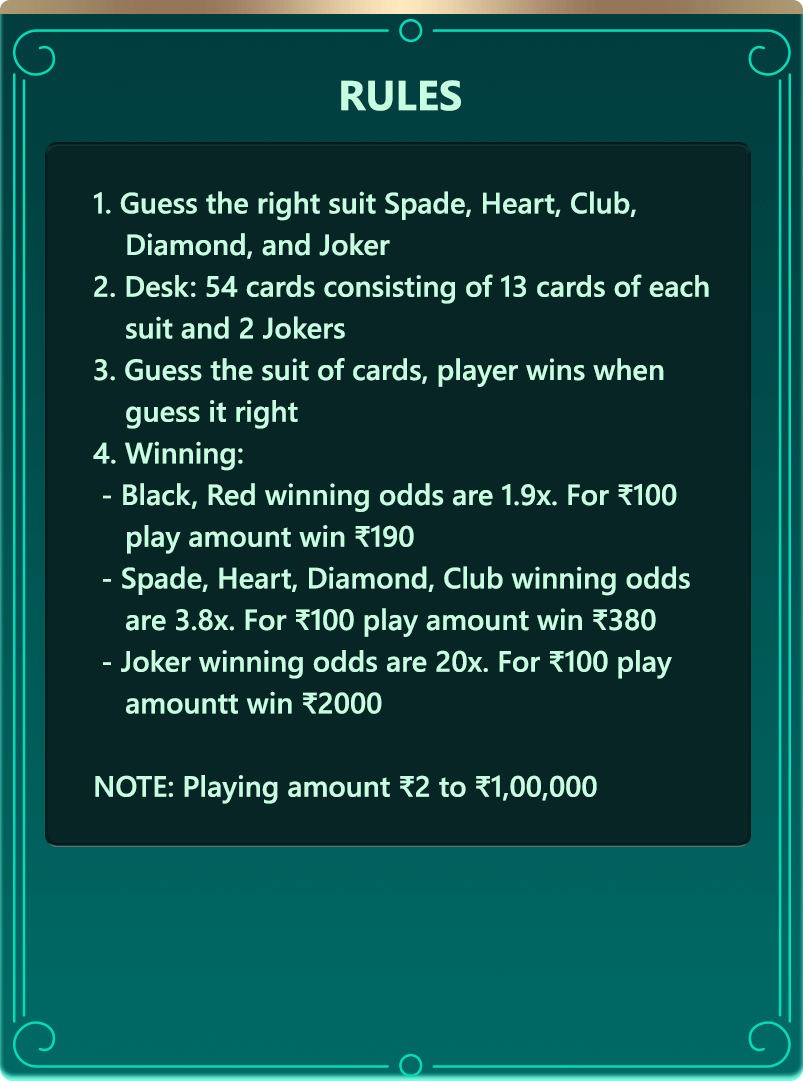 RULES
1. Guess the right suit Spade, Heart, Club,
Diamond, and Joker
2. Desk: 54 cards consisting of 13 cards of each
suit and 2 Jokers
3. Guess the suit of cards, player wins when
guess it right
4. Winning:
- Black, Red winning odds are 1.9x. For ₹100
play amount win ₹190
- Spade, Heart, Diamond, Club winning odds
are 3.8x. For ₹100 play amount win ₹380
- Joker winning odds are 20x. For ₹100 play
amountt win ₹2000
NOTE: Playing amount ₹2 to ₹1,00,000